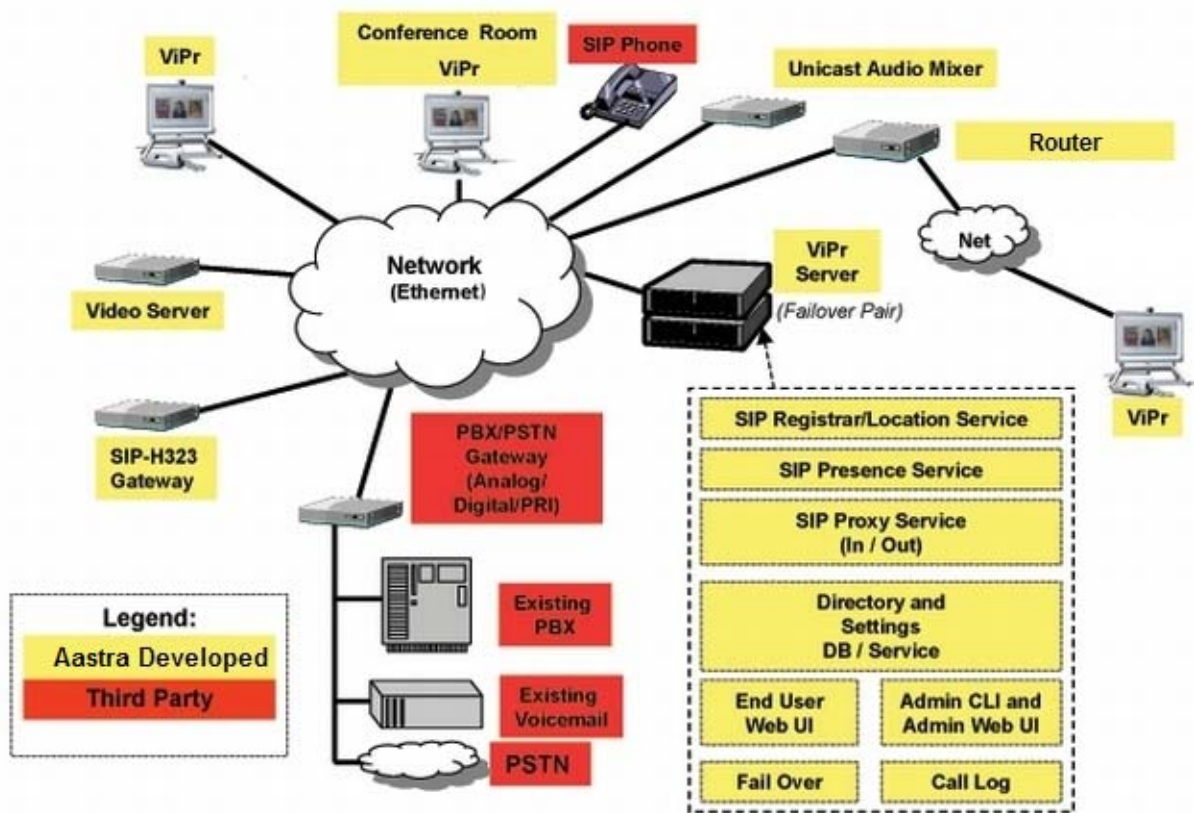 ViPr
Conference Room
ViPr
SIP Phone
Unicast Audio Mixer
Router
Network
(Ethernet)
Net
ViPr
Server
(Failover Pair)
Video Server
ViPr
SIP-H323
Gateway
PBX/PSTN
Gateway
(Analog/
Digital/PRI)
SIP Registrar/Location Service
SIP Presence Service
SIP Proxy Service
(In / Out)
Directory and
Settings
DB / Service
End User
Web UI
Admin CLI and
Admin Web UI
Fail Over
Call Log
Existing
PBX
Existing
Voicemail
PSTN
Legend:
Aastra Developed
Third Party